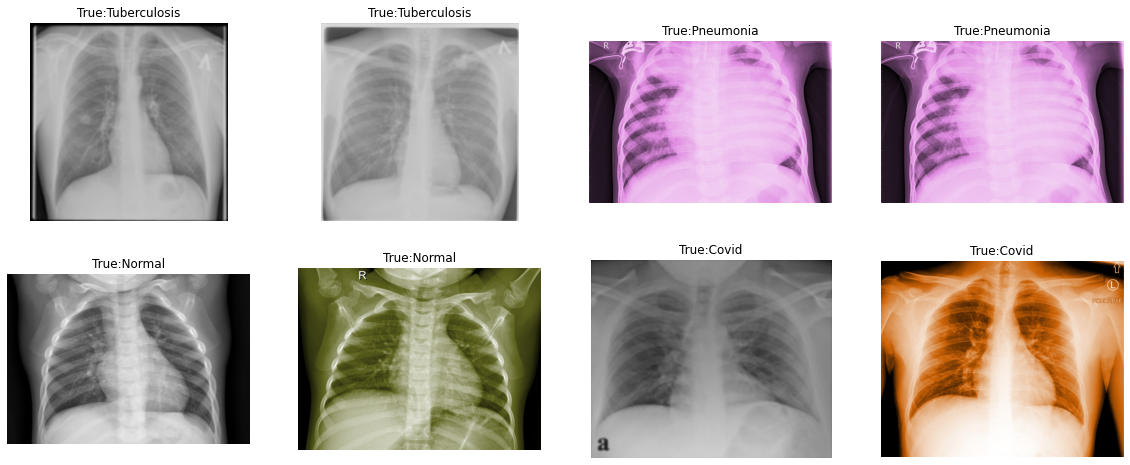 True:Tuberculosis
True:Tuberculosis
True:Pneumonia
True:Pneumonia
R
R
True:Normal
True:Normal
True:Covid
True:Covid
R
L
a